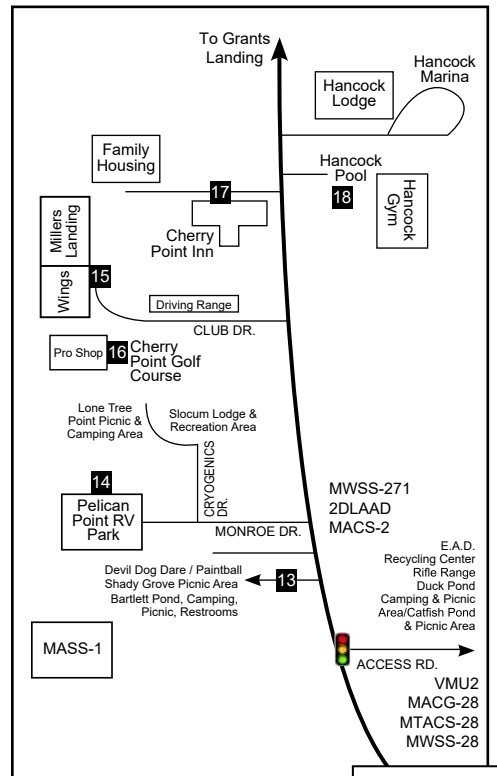 To Grants
Landing
Hancock
Marina
Hancock
Lodge
Family
Housing
Hancock
Pool
17
18
Hancock
Gym
Millers
Landing
Cherry
Point Inn
15
Wings
Driving Range
CLUB DR.
Pro Shop
16
Cherry
Point Golf
Course
Lone Tree
Point Picnic &
Camping Area
Slocum Lodge &
Recreation Area
CRYOGENICS
DR.
14
Pelican
Point RV
Park
MWSS-271
2DLAAD
MACS-2
MONROE DR.
E.A.D.
Recycling Center
Rifle Range
Duck Pond
Camping & Picnic
Area/Catfish Pond
& Picnic Area
Devil Dog Dare / Paintball
Shady Grove Picnic Area
Bartlett Pond, Camping,
Picnic, Restrooms
13
MASS-1
ACCESS RD.
VMU2
MACG-28
MTACS-28
MWSS-28